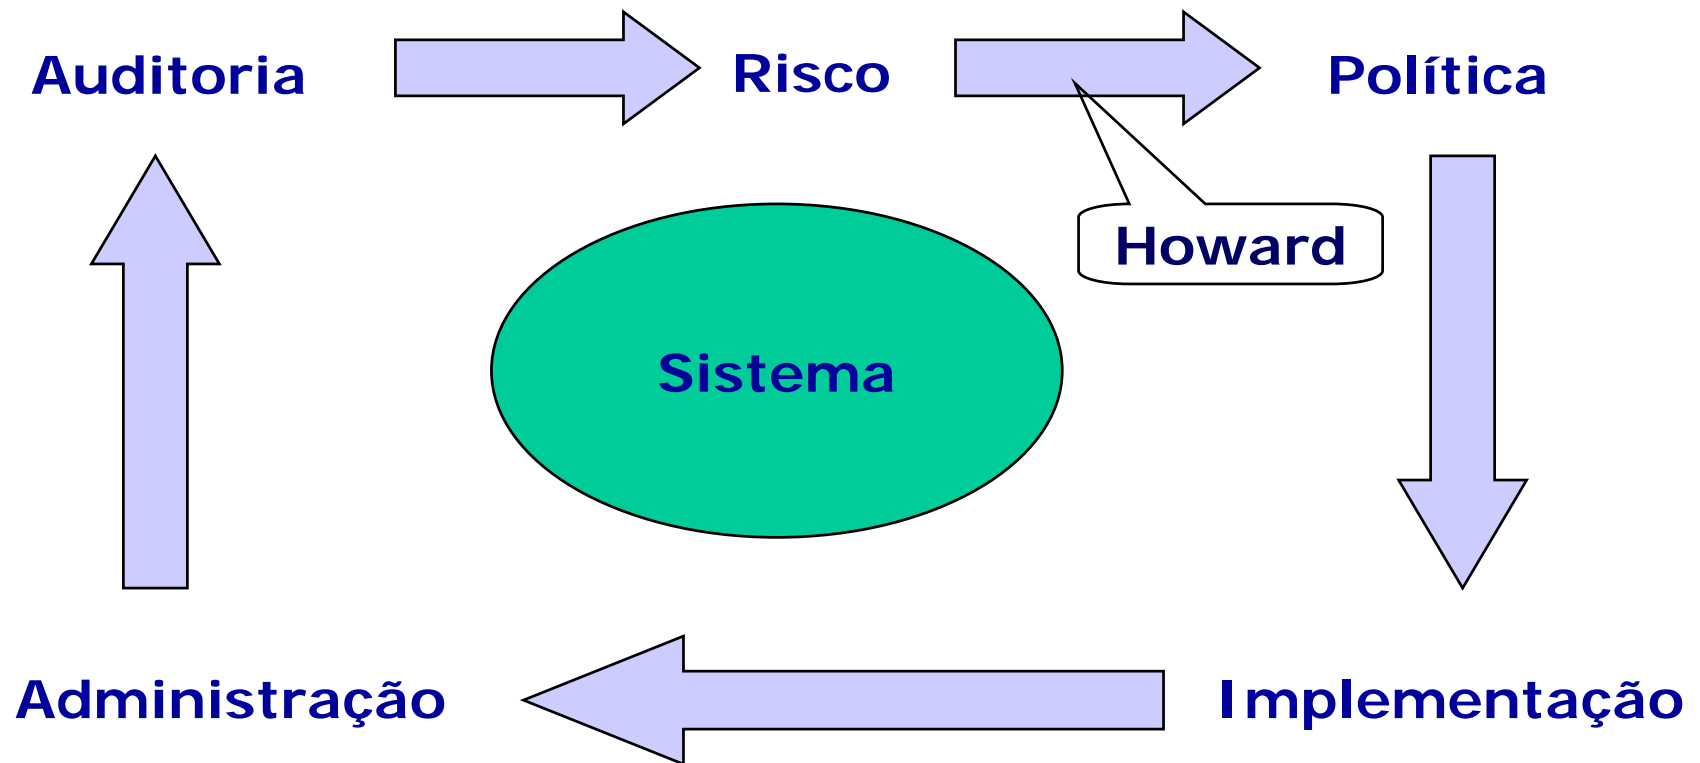 Auditoria
Risco
Política
Howard
Sistema
Administração
Implementação